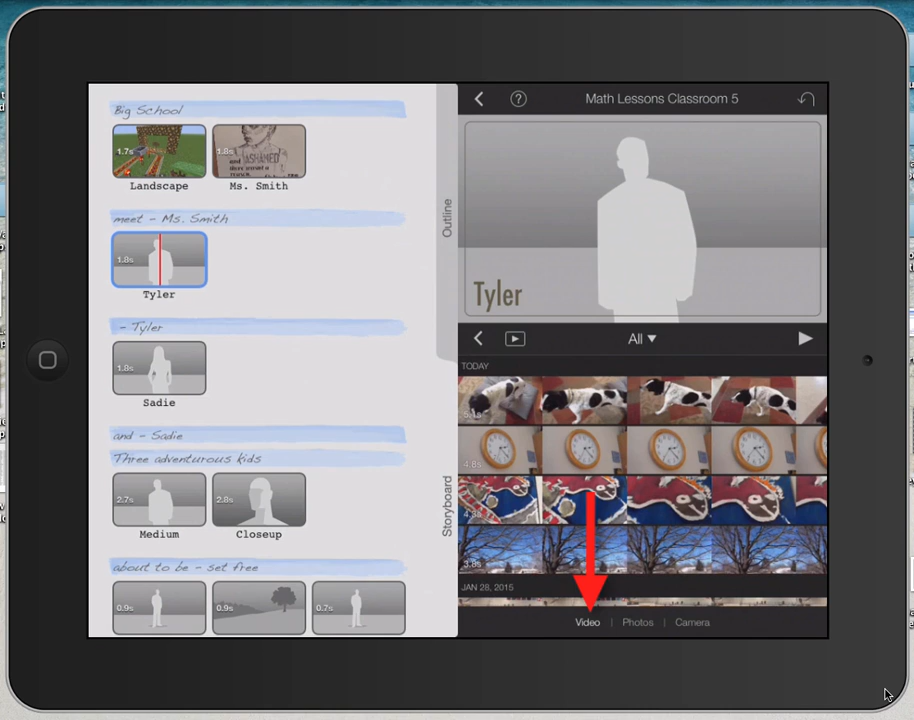 Big School
1.7s
1.8s
and ASHAMED
Landscape
Ms. Smith
meet - Ms. Smith
1.8s
Tyler
- Tyler
1.8s
Sadie
and - Sadie
Three adventurous kids
2.7s
2.8s
Medium
Closeup
about to be - set free
0.9s
0.9s
0.7s
Outline
Storyboard
? Math Lessons Classroom 5
Tyler
All
TODAY
4.8s
3.8s
JAN 28, 2015
Video | Photos | Camera